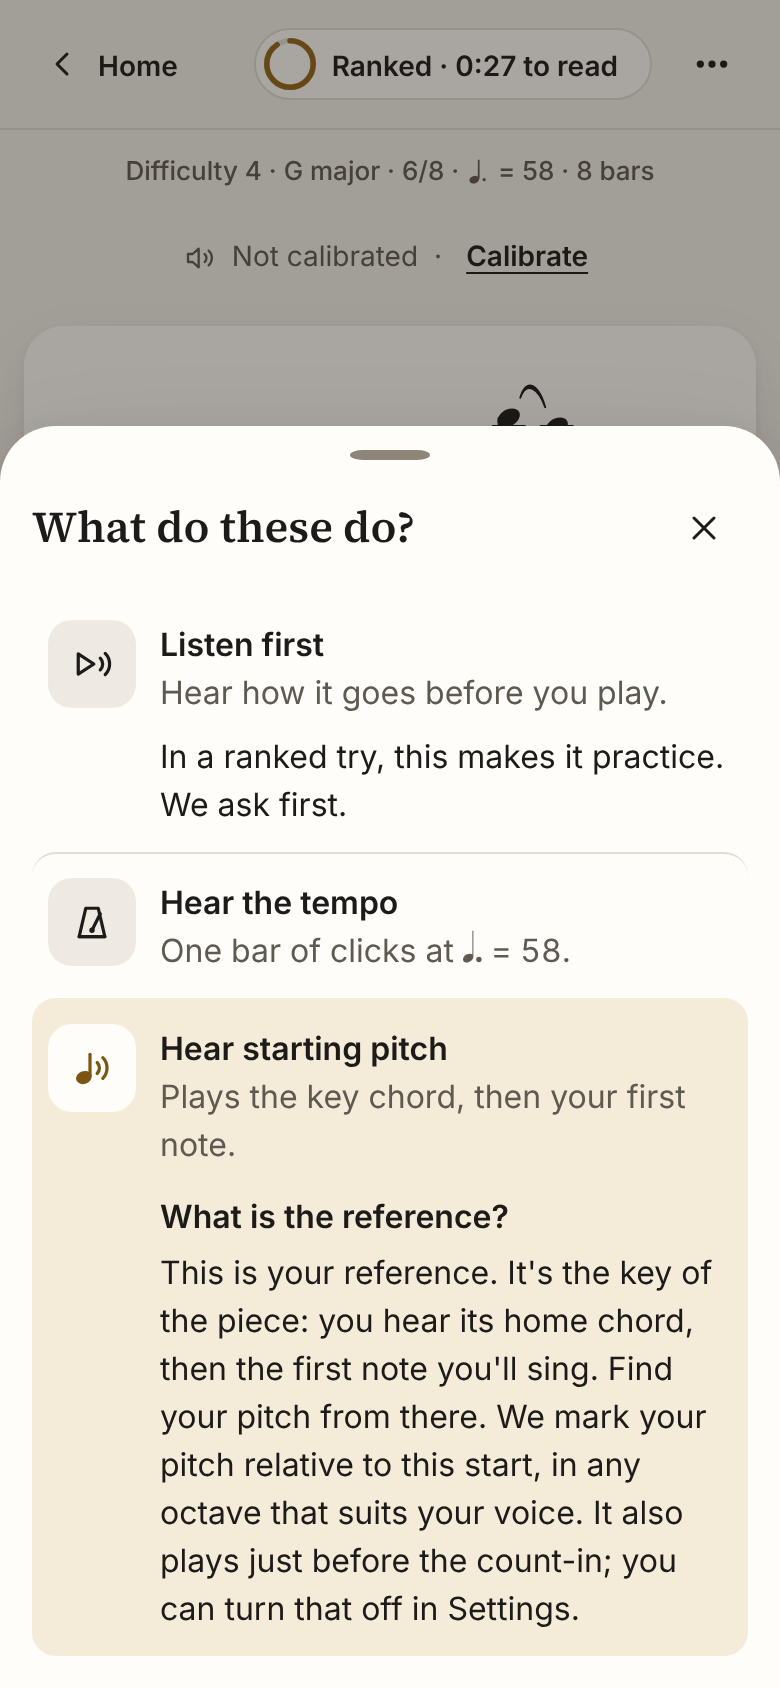 Home
Ranked · 0:27 to read
Difficulty 4 · G major · 6/8 · 𝅘𝅥. = 58 · 8 bars
Not calibrated · Calibrate
What do these do?
Listen first
Hear how it goes before you play.
In a ranked try, this makes it practice.
We ask first.
Hear the tempo
One bar of clicks at 𝅘𝅥. = 58.
Hear starting pitch
Plays the key chord, then your first
note.
What is the reference?
This is your reference. It's the key of
the piece: you hear its home chord,
then the first note you'll sing. Find
your pitch from there. We mark your
pitch relative to this start, in any
octave that suits your voice. It also
plays just before the count-in; you
can turn that off in Settings.